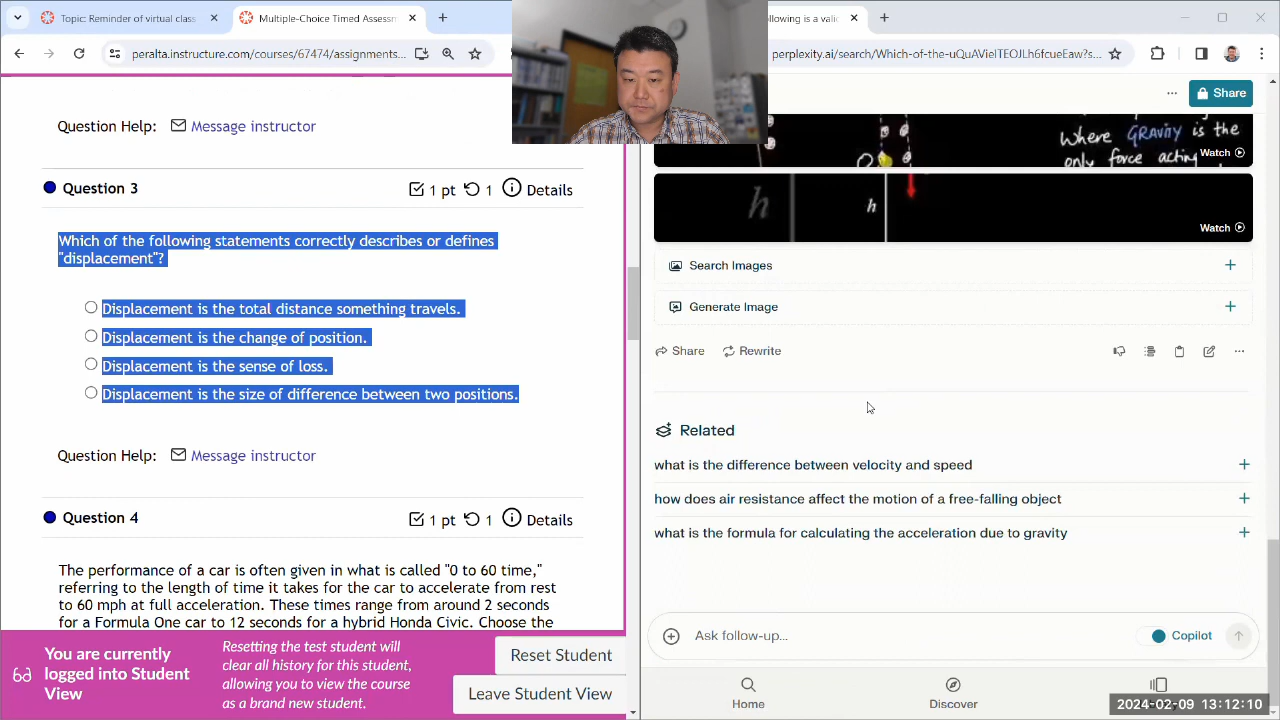 Topic Reminder of virtual class
Multiple-Choice Timed Assessm
llowing is a valid
peralta.instructure.com/courses/67474/assignments...
perplexity.ai/search/Which-of-the-uQuAVieITEOJLh6fcueEaw?s...
Share
Question Help: Message instructor
Question 3
1 pt 1 Details
Which of the following statements correctly describes or defines
"displacement"?
Displacement is the total distance something travels.
Displacement is the change of position.
Displacement is the sense of loss.
Displacement is the size of difference between two positions.
Question Help: Message instructor
Question 4
1 pt 1 Details
The performance of a car is often given in what is called "0 to 60 time,"
referring to the length of time it takes for the car to accelerate from rest
to 60 mph at full acceleration. These times range from around 2 seconds
for a Formula One car to 12 seconds for a hybrid Honda Civic. Choose the
You are currently
logged into Student
View
Resetting the test student will
clear all history for this student,
allowing you to view the course
as a brand new student.
Reset Student
Leave Student View
Where GRAVITY is the
only force acting
Watch
h
h
Watch
Search Images
Generate Image
Share Rewrite
Related
what is the difference between velocity and speed
how does air resistance affect the motion of a free-falling object
what is the formula for calculating the acceleration due to gravity
Ask follow-up...
Copilot
Home
Discover
2024-02-09 13:12:10